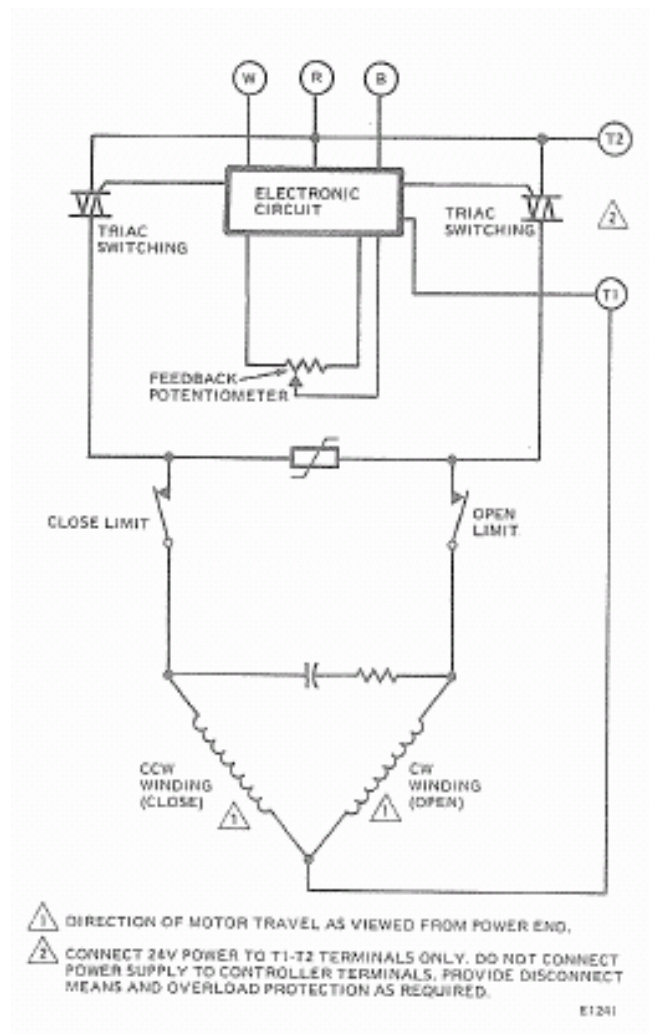 W R B
T2
ELECTRONIC
CIRCUIT
TRIAC
SWITCHING
TRIAC
SWITCHING
2
T1
FEEDBACK
POTENTIOMETER
CLOSE LIMIT
OPEN
LIMIT
CCW
WINDING
(CLOSE)
1
CW
WINDING
(OPEN)
1
1 DIRECTION OF MOTOR TRAVEL AS VIEWED FROM POWER END.
2 CONNECT 24V POWER TO T1-T2 TERMINALS ONLY. DO NOT CONNECT
POWER SUPPLY TO CONTROLLER TERMINALS. PROVIDE DISCONNECT
MEANS AND OVERLOAD PROTECTION AS REQUIRED.
E1241